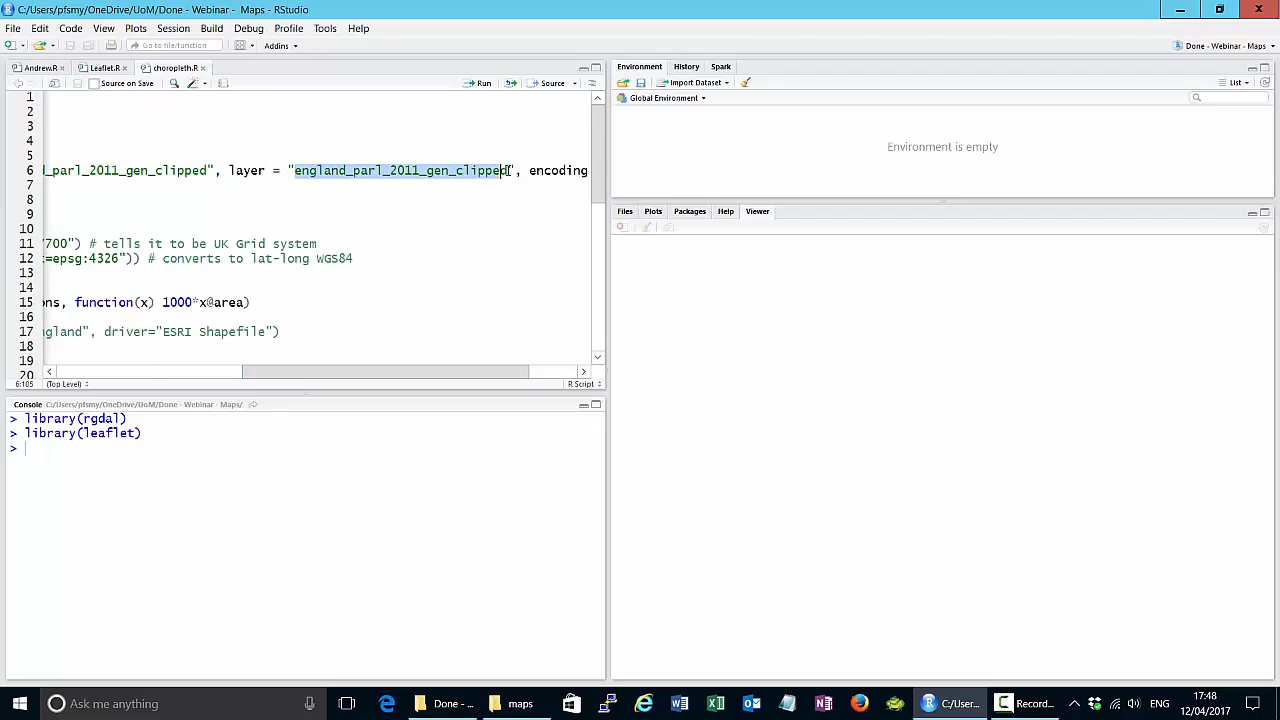 C:/Users/pfsmy/OneDrive/UoM/Done - Webinar - Maps - RStudio
File Edit Code View Plots Session Build Debug Profile Tools Help
Go to file/function Addins Done - Webinar - Maps
Andrew.R Leaflet.R choropleth.R
Source on Save Run Source
1
2
3
4
5
6 d_parl_2011_gen_clipped", layer = "england_parl_2011_gen_clipped", encoding
7
8
9
10
11 "700") # tells it to be UK Grid system
12 t=epsg:4326")) # converts to lat-long WGS84
13
14
15 ons, function(x) 1000*x@area)
16
17 ngland", driver="ESRI Shapefile")
18
19
20
6:105 (Top Level) R Script
Console C:/Users/pfsmy/OneDrive/UoM/Done - Webinar - Maps/
> library(rgdal)
> library(leaflet)
>
Environment History Spark
Import Dataset List
Global Environment
Environment is empty
Files Plots Packages Help Viewer
Ask me anything Done - ... maps C:/User... Record... ENG 17:48
12/04/2017